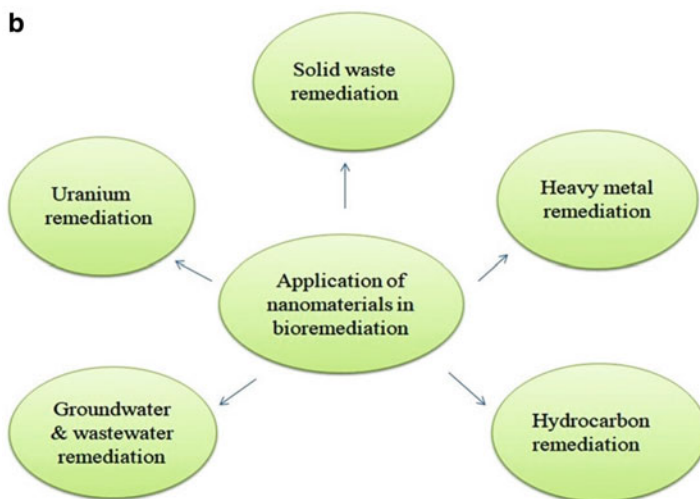 b
Solid waste
remediation
Uranium
remediation
Heavy metal
remediation
Application of
nanomaterials in
bioremediation
Groundwater
& wastewater
remediation
Hydrocarbon
remediation